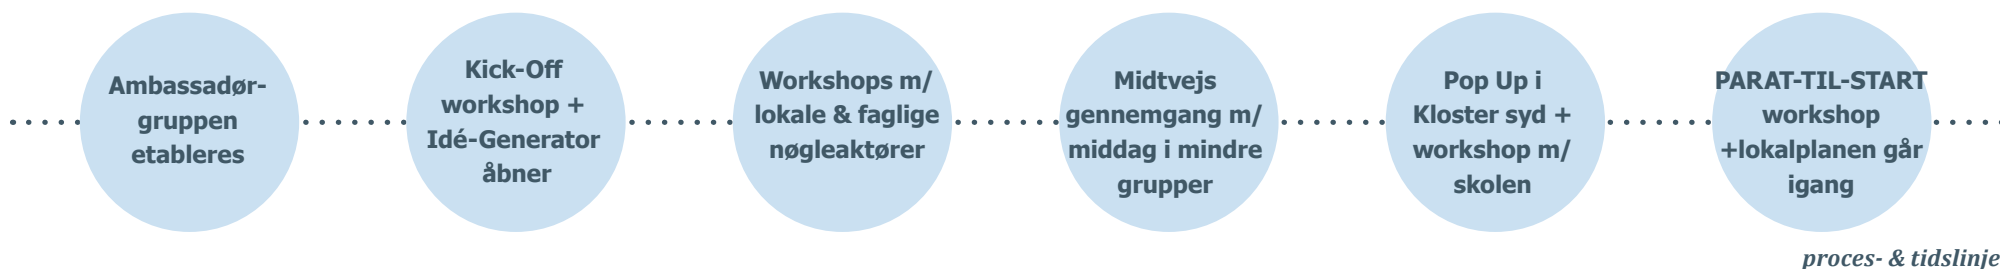 Ambassadør-
gruppen
etableres
Kick-Off
workshop +
Idé-Generator
åbner
Workshops m/
lokale & faglige
nøgleaktører
Midtvejs
gennemgang m/
middag i mindre
grupper
Pop Up i
Kloster syd +
workshop m/
skolen
PARAT-TIL-START
workshop
+lokalplanen går
igang
proces- & tidslinje